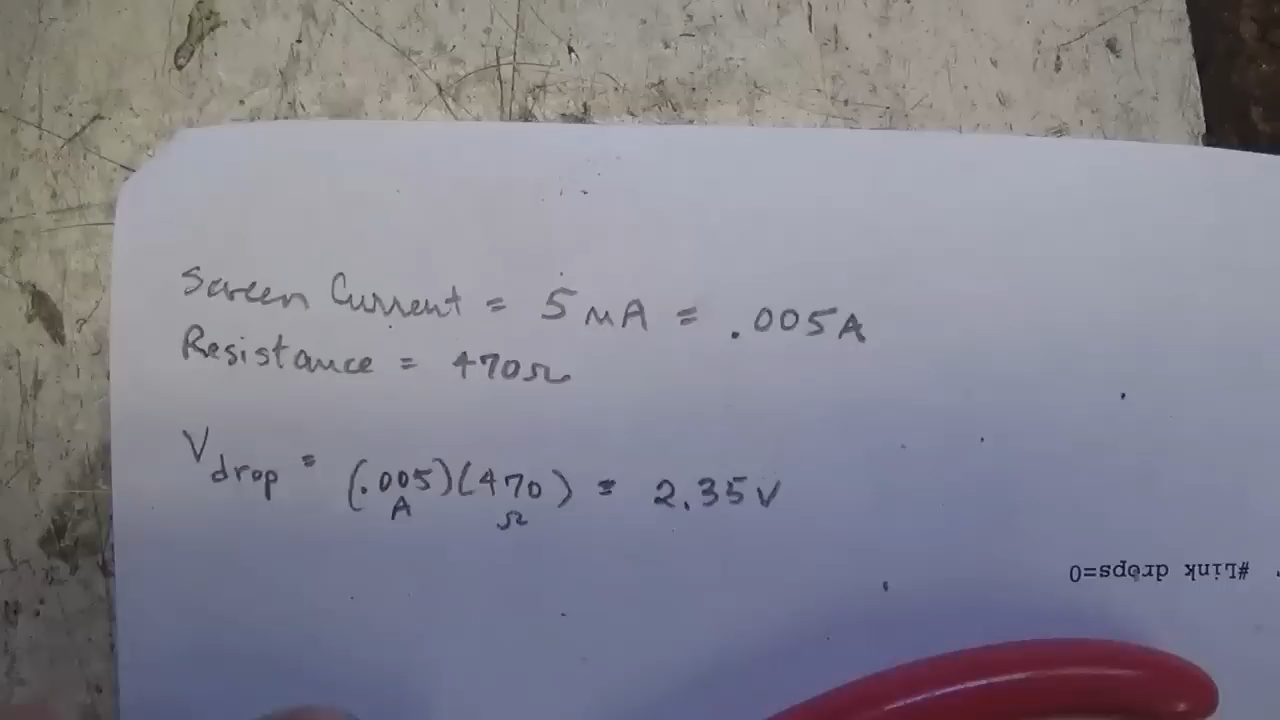 Screen Current = 5 mA = .005A
Resistance = 470Ω
Vdrop = (.005)(470) = 2.35V
A Ω
#Link drops=0